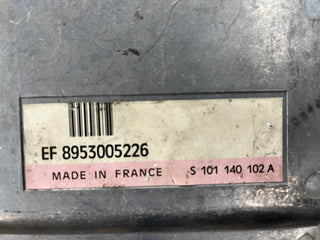 EF 8953005226
MADE IN FRANCE S 101 140 102 A